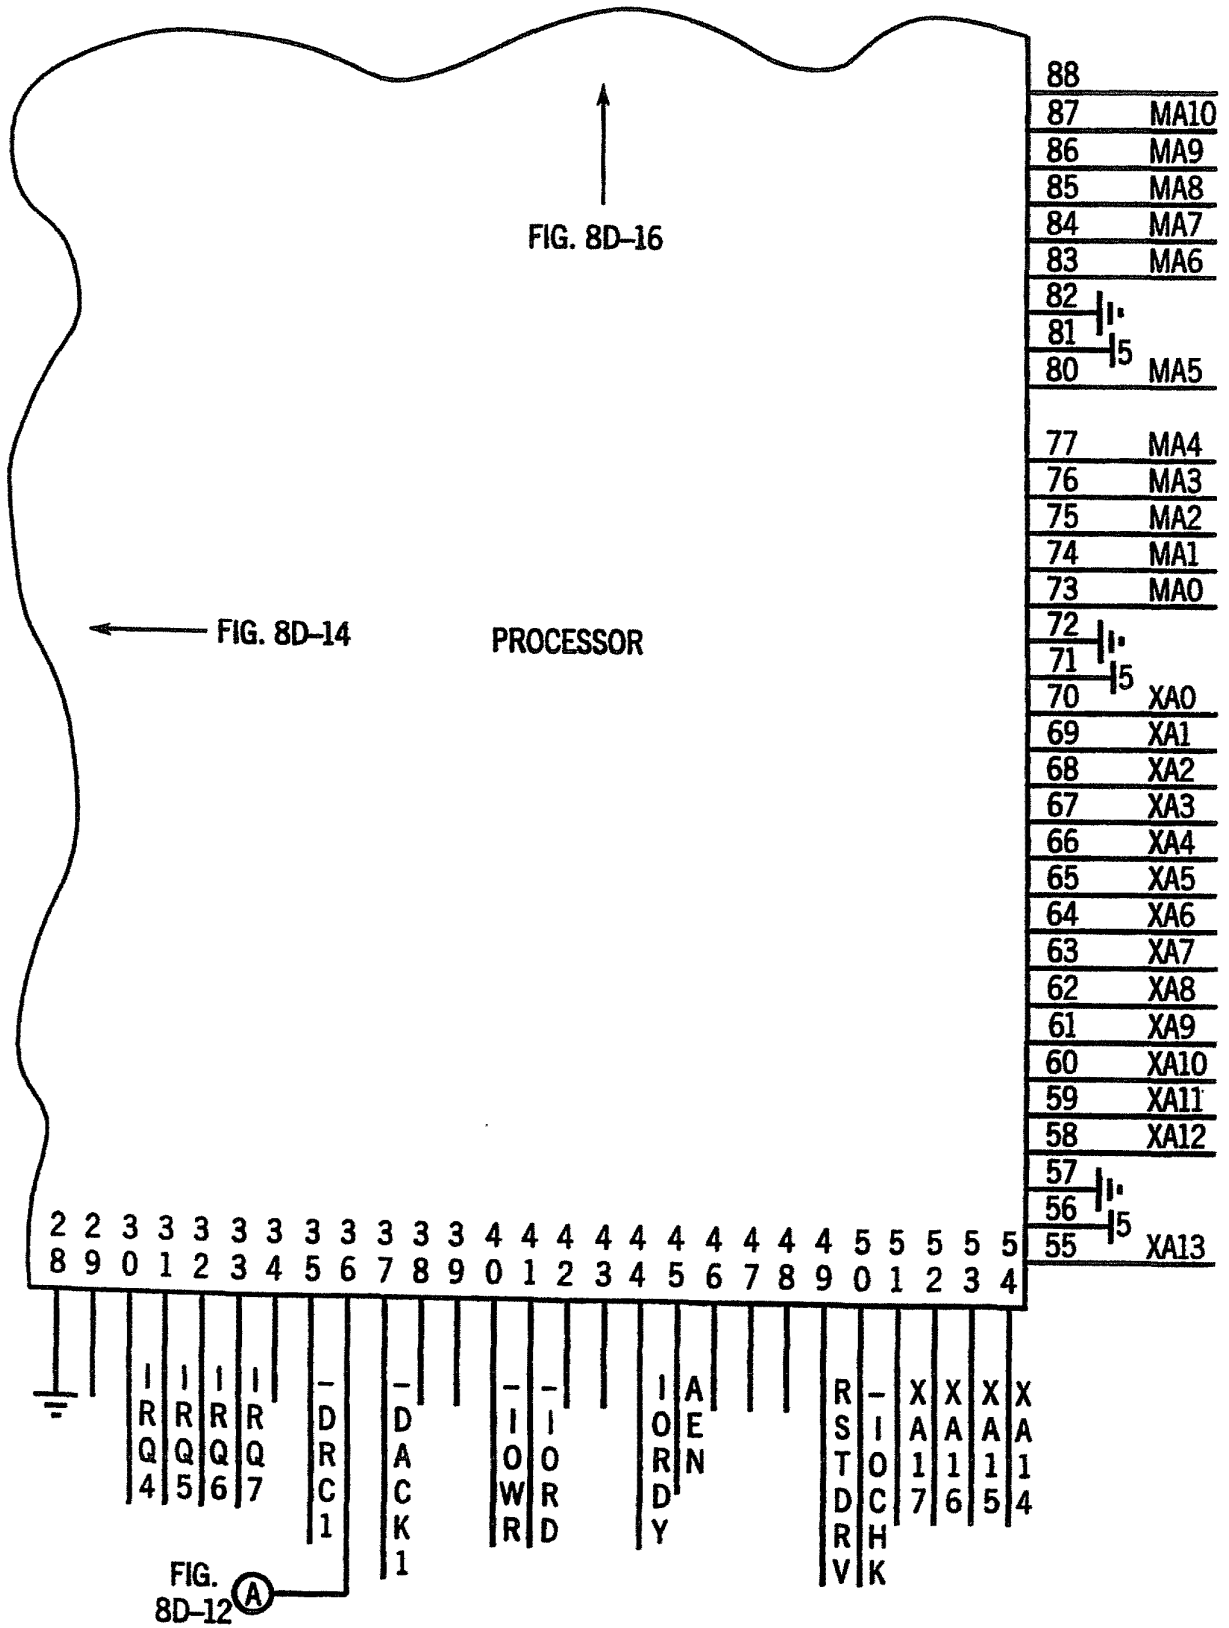 88
87 MA10
86 MA9
85 MA8
84 MA7
83 MA6
82
81 5
80 MA5
77 MA4
76 MA3
75 MA2
74 MA1
73 MA0
72
71 5
70 XA0
69 XA1
68 XA2
67 XA3
66 XA4
65 XA5
64 XA6
63 XA7
62 XA8
61 XA9
60 XA10
59 XA11
58 XA12
57
56 5
55 XA13
FIG. 8D–16
FIG. 8D–14
PROCESSOR
28 29 30 31 32 33 34 35 36 37 38 39 40 41 42 43 44 45 46 47 48 49 50 51 52 53 54
IRQ4
IRQ5
IRQ6
IRQ7
–DRC1
–DACK1
–IOWR
–IORD
IORDY
AEN
RSTDRV
–IOCHK
XA17
XA16
XA15
XA14
FIG.
8D–12 A